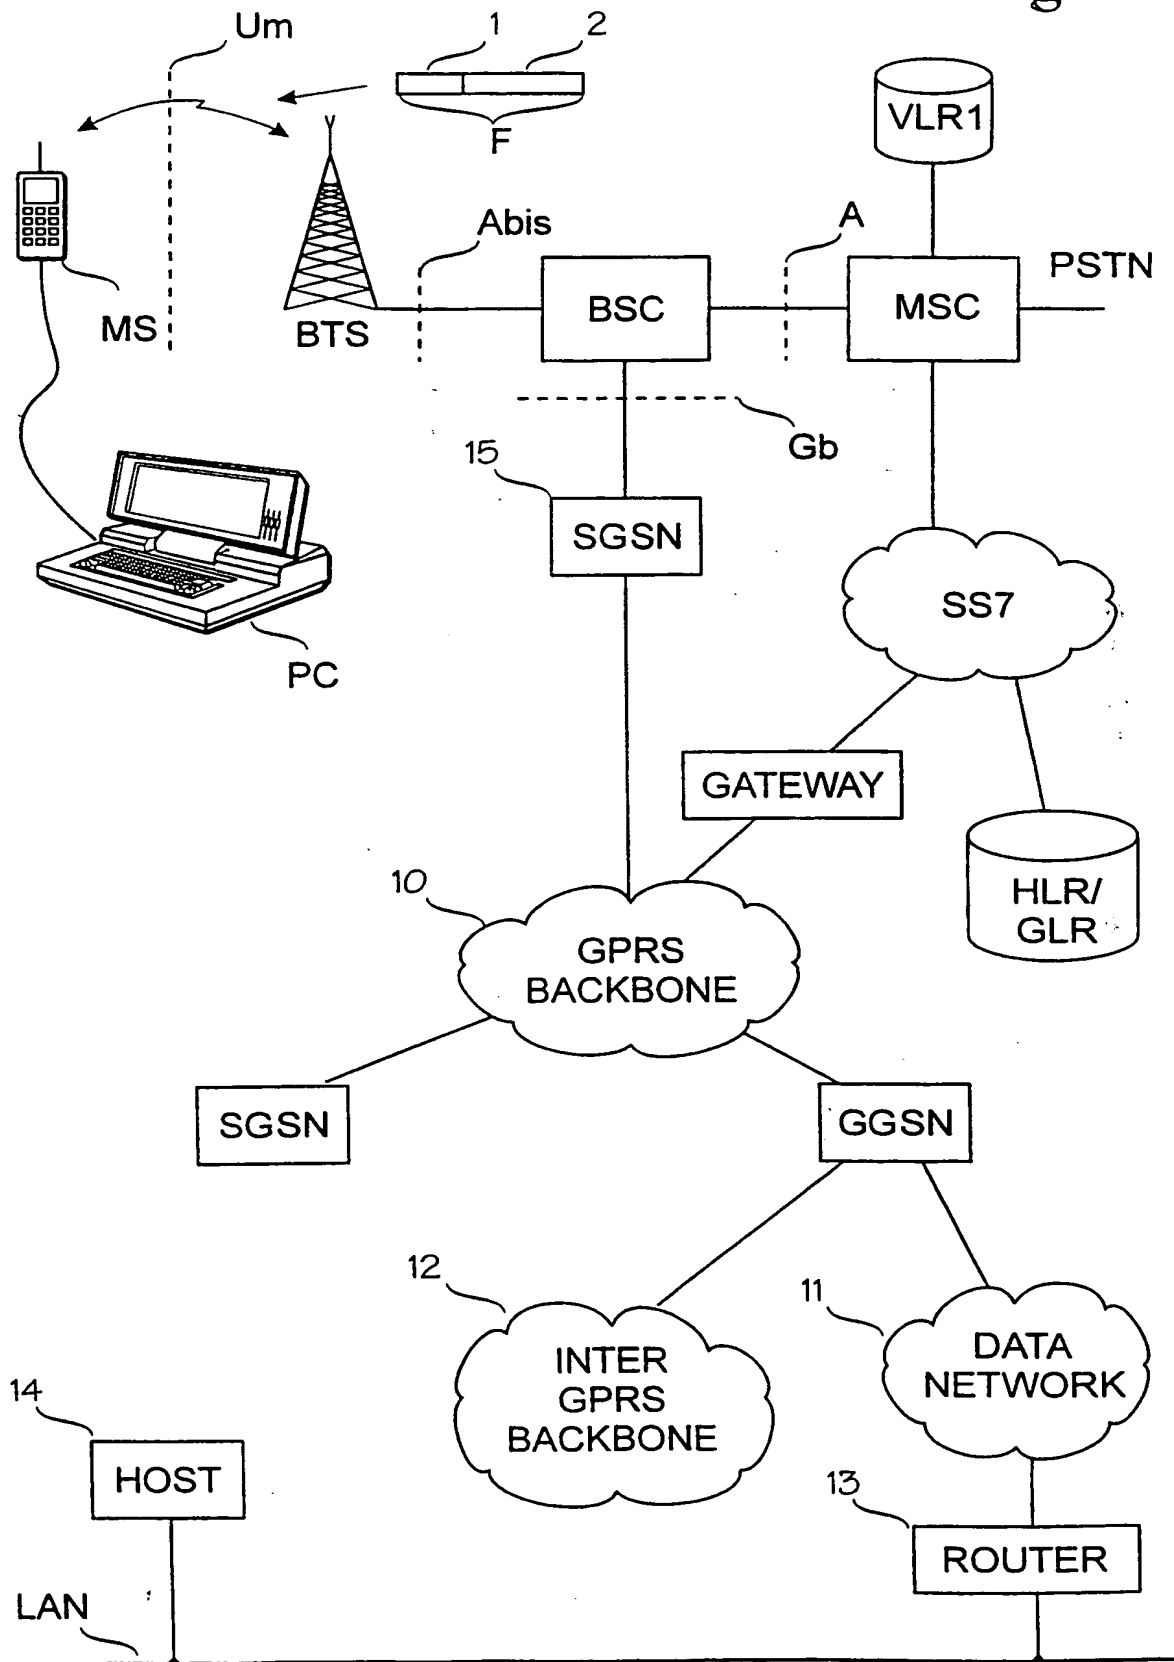 Um
1
2
F
VLR1
Abis
A
PSTN
MS
BTS
BSC
MSC
Gb
15
SGSN
SS7
PC
GATEWAY
10
GPRS
BACKBONE
HLR/
GLR
SGSN
GGSN
12
INTER
GPRS
BACKBONE
11
DATA
NETWORK
14
HOST
13
ROUTER
LAN